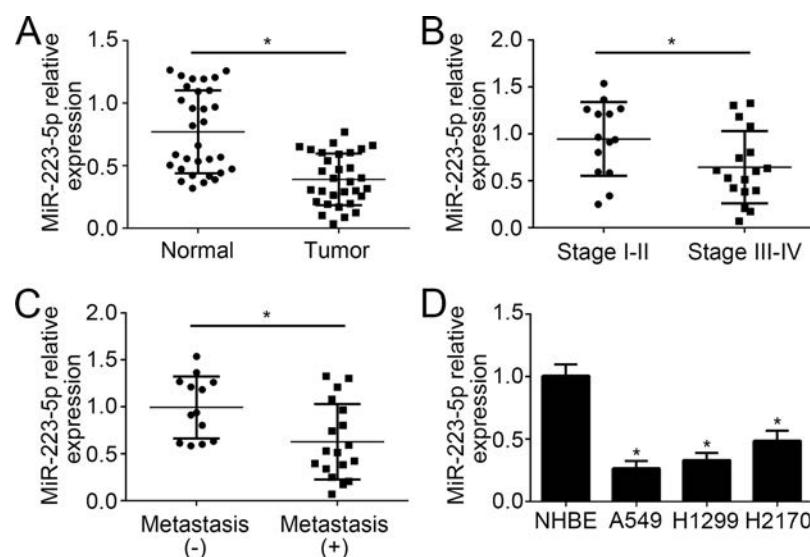 A
MiR-223-5p relative
expression
1.5
1.0
0.5
0.0
*
Normal Tumor
B
MiR-223-5p relative
expression
2.0
1.5
1.0
0.5
0.0
*
Stage I-II Stage III-IV
C
MiR-223-5p relative
expression
2.0
1.5
1.0
0.5
0.0
*
Metastasis Metastasis
(-) (+)
D
MiR-223-5p relative
expression
1.5
1.0
0.5
0.0
* * *
NHBE A549 H1299 H2170